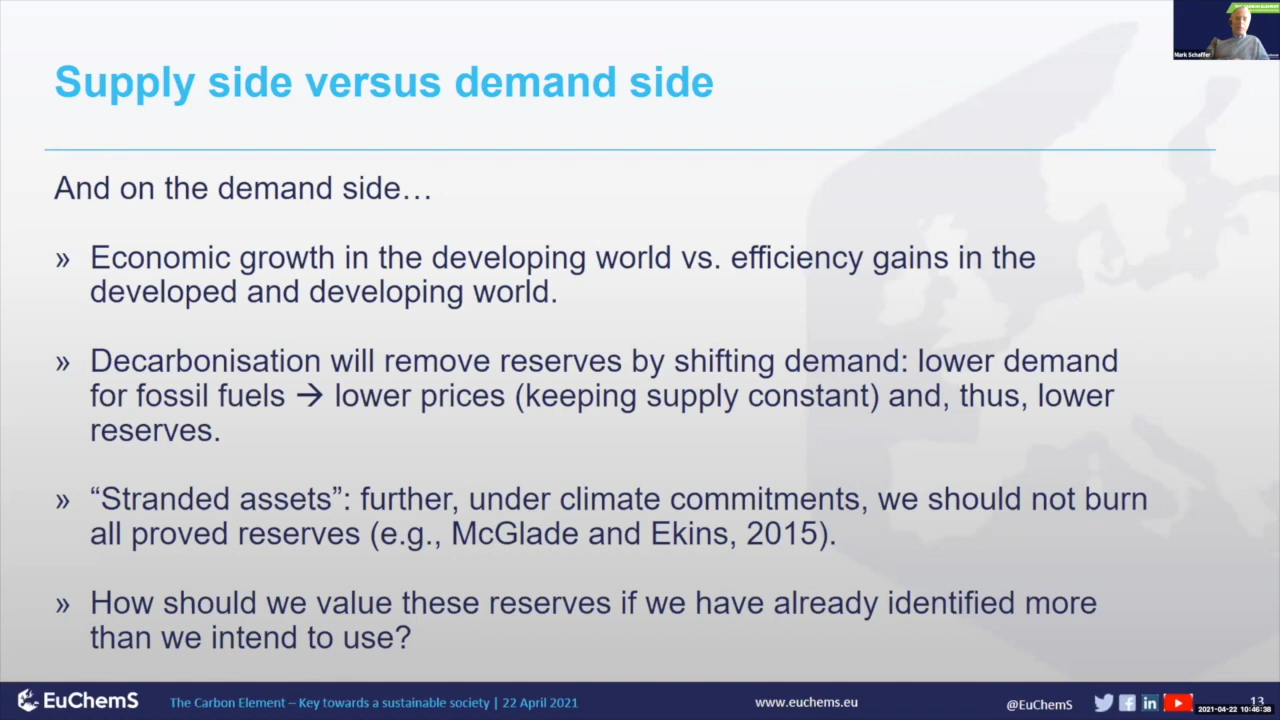 Mark Schaffer
Supply side versus demand side
And on the demand side…
» Economic growth in the developing world vs. efficiency gains in the
developed and developing world.
» Decarbonisation will remove reserves by shifting demand: lower demand
for fossil fuels → lower prices (keeping supply constant) and, thus, lower
reserves.
» “Stranded assets”: further, under climate commitments, we should not burn
all proved reserves (e.g., McGlade and Ekins, 2015).
» How should we value these reserves if we have already identified more
than we intend to use?
EuChemS
The Carbon Element – Key towards a sustainable society | 22 April 2021
www.euchems.eu
@EuChemS
13
2021-04-22 10:46:38